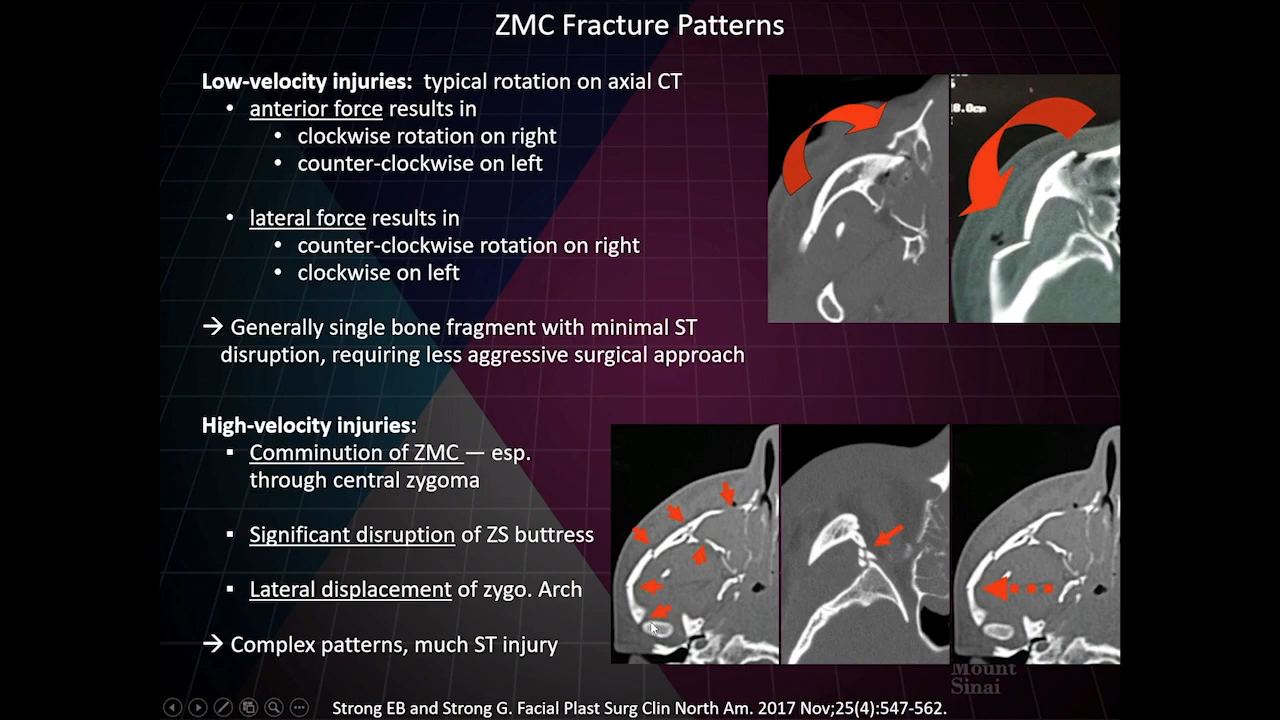 ZMC Fracture Patterns
Low-velocity injuries: typical rotation on axial CT
• anterior force results in
• clockwise rotation on right
• counter-clockwise on left
• lateral force results in
• counter-clockwise rotation on right
• clockwise on left
→ Generally single bone fragment with minimal ST
disruption, requiring less aggressive surgical approach
High-velocity injuries:
▪ Comminution of ZMC — esp.
through central zygoma
▪ Significant disruption of ZS buttress
▪ Lateral displacement of zygo. Arch
→ Complex patterns, much ST injury
8.0cm
Mount
Sinai
Strong EB and Strong G. Facial Plast Surg Clin North Am. 2017 Nov;25(4):547-562.